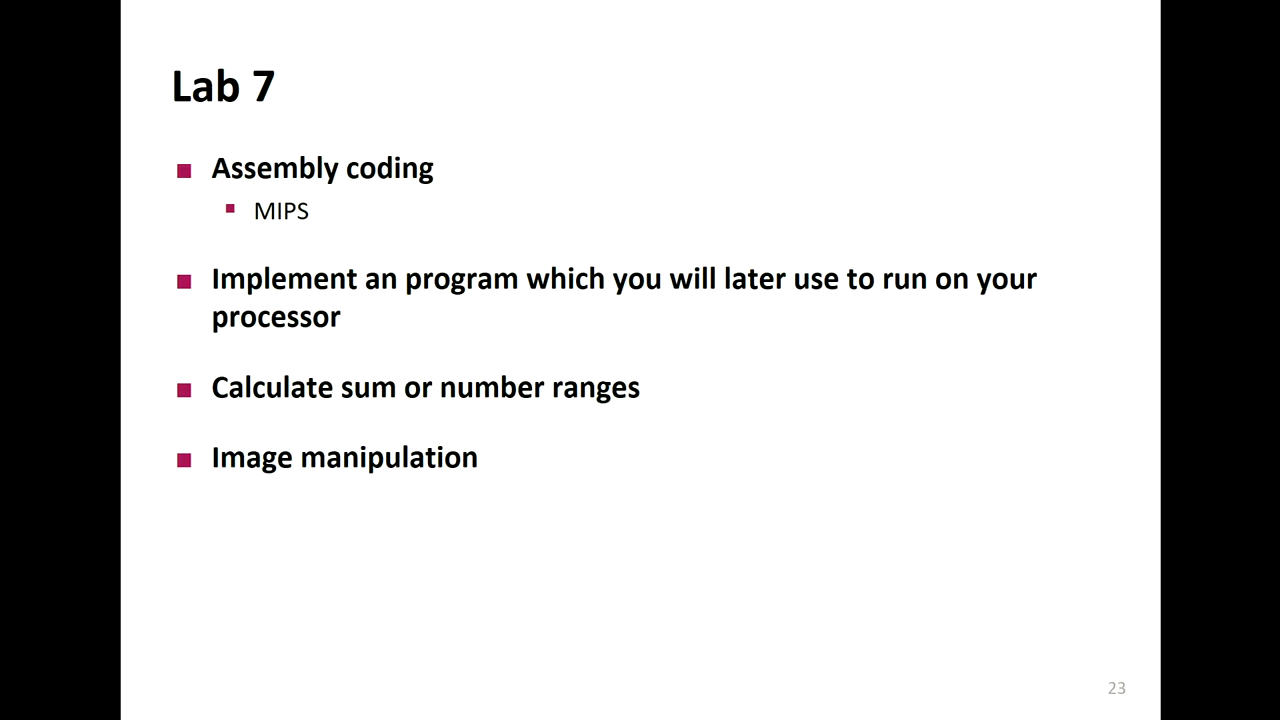 Lab 7
Assembly coding
MIPS
Implement an program which you will later use to run on your
processor
Calculate sum or number ranges
Image manipulation
23